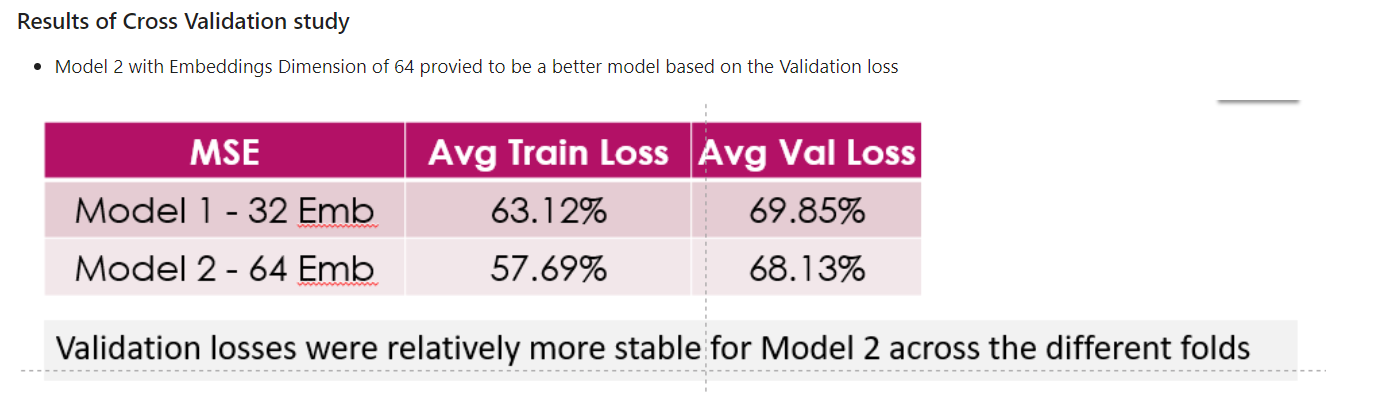 Results of Cross Validation study
• Model 2 with Embeddings Dimension of 64 provied to be a better model based on the Validation loss
MSE Avg Train Loss Avg Val Loss
Model 1 - 32 Emb 63.12% 69.85%
Model 2 - 64 Emb 57.69% 68.13%
Validation losses were relatively more stable for Model 2 across the different folds